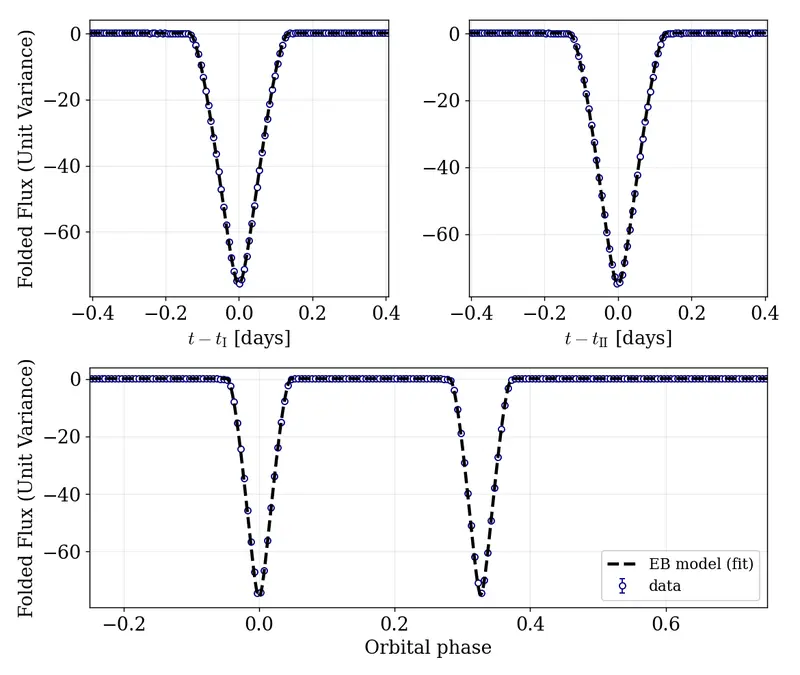 Folded Flux (Unit Variance)
0
−20
−40
−60
−0.4 −0.2 0.0 0.2 0.4
t − tI [days]
0
−20
−40
−60
−0.4 −0.2 0.0 0.2 0.4
t − tII [days]
Folded Flux (Unit Variance)
0
−20
−40
−60
−0.2 0.0 0.2 0.4 0.6
Orbital phase
EB model (fit)
data